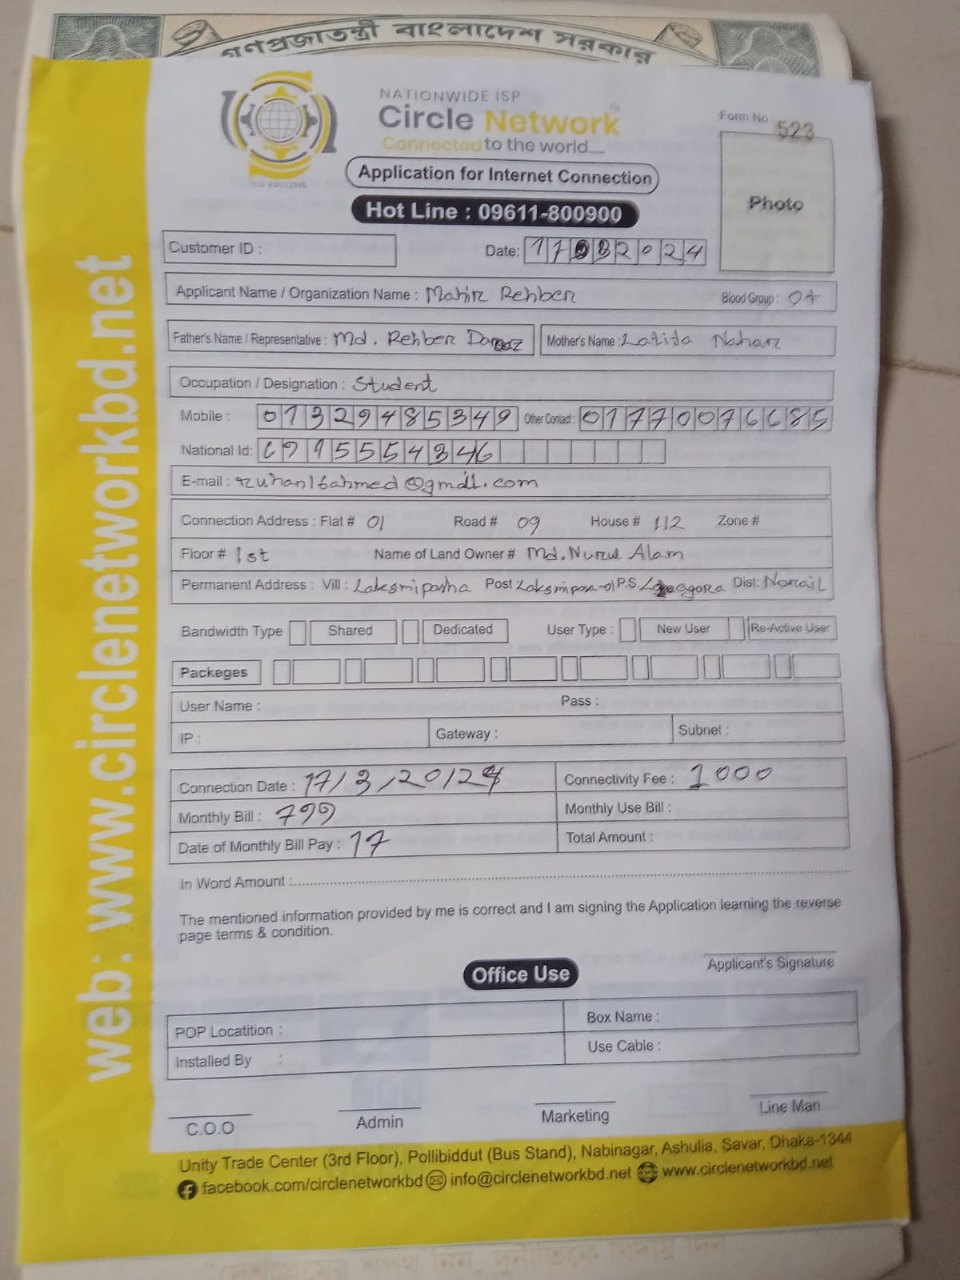 গণপ্রজাতন্ত্রী বাংলাদেশ সরকার
NATIONWIDE ISP
Circle Network
Connected to the world.....
Form No : 523
Application for Internet Connection
Hot Line : 09611-800900
Photo
Customer ID :
Date: 17 2024
Applicant Name / Organization Name : Mahir Rehber Blood Group : O+
Father's Name / Representative : Md. Rehber Mother's Name : Nahar
Occupation / Designation : Student
Mobile : 01329485349 Other Contact : 01770076685
National Id: 6995554346
E-mail : ruhan16ahmed@gmail.com
Connection Address : Flat # 01 Road # 09 House # 112 Zone #
Floor # 1st Name of Land Owner # Md. Nurul Alam
Permanent Address : Vill : Laksmipasha Post P.S Dist: Narail
Bandwidth Type Shared Dedicated User Type : New User Re-Active User
Packeges
User Name : Pass :
IP : Gateway : Subnet :
Connection Date : 17/3/2024 Connectivity Fee : 1000
Monthly Bill : 799 Monthly Use Bill :
Date of Monthly Bill Pay : 17 Total Amount :
In Word Amount :
The mentioned information provided by me is correct and I am signing the Application learning the reverse
page terms & condition.
Applicant's Signature
Office Use
POP Locatition : Box Name :
Installed By : Use Cable :
C.O.O Admin Marketing Line Man
Unity Trade Center (3rd Floor), Pollibiddut (Bus Stand), Nabinagar, Ashulia, Savar, Dhaka-1344
facebook.com/circlenetworkbd info@circlenetworkbd.net www.circlenetworkbd.net
web: www.circlenetworkbd.net